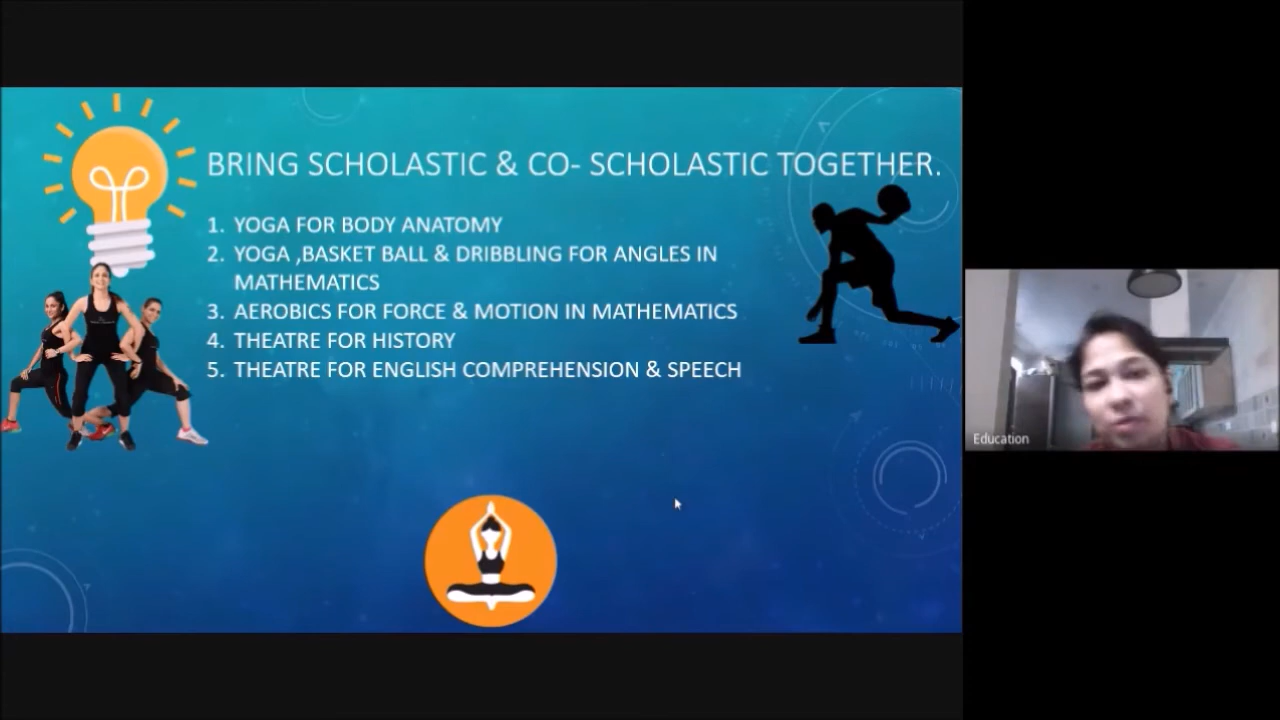 BRING SCHOLASTIC & CO- SCHOLASTIC TOGETHER.
1. YOGA FOR BODY ANATOMY
2. YOGA ,BASKET BALL & DRIBBLING FOR ANGLES IN
MATHEMATICS
3. AEROBICS FOR FORCE & MOTION IN MATHEMATICS
4. THEATRE FOR HISTORY
5. THEATRE FOR ENGLISH COMPREHENSION & SPEECH
Education